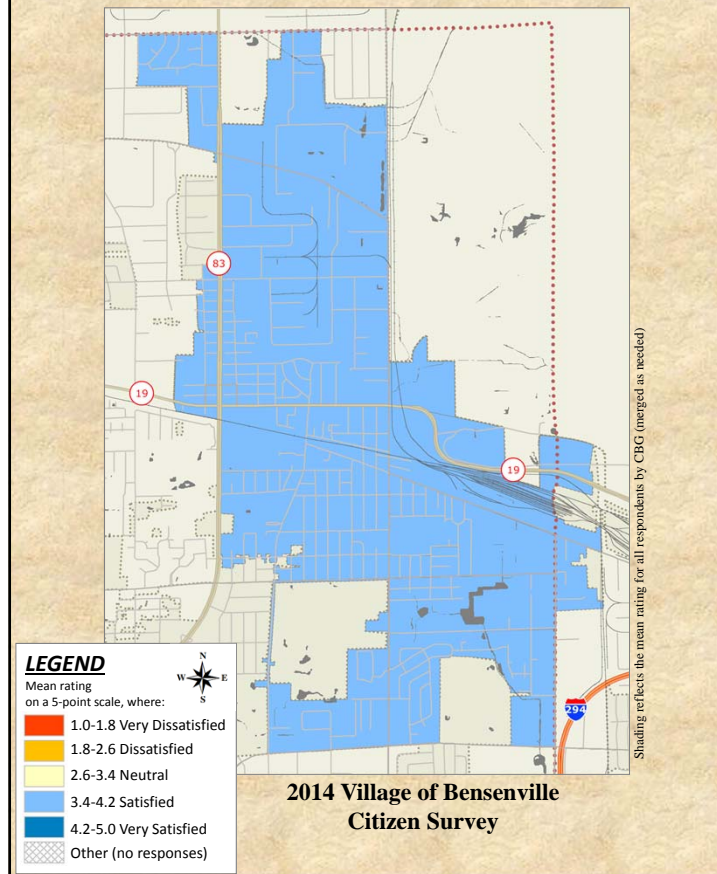 83
19
19
294
Shading reflects the mean rating for all respondents by CBG (merged as needed)
LEGEND
Mean rating
on a 5-point scale, where:
N
W E
S
1.0-1.8 Very Dissatisfied
1.8-2.6 Dissatisfied
2.6-3.4 Neutral
3.4-4.2 Satisfied
4.2-5.0 Very Satisfied
Other (no responses)
2014 Village of Bensenville
Citizen Survey